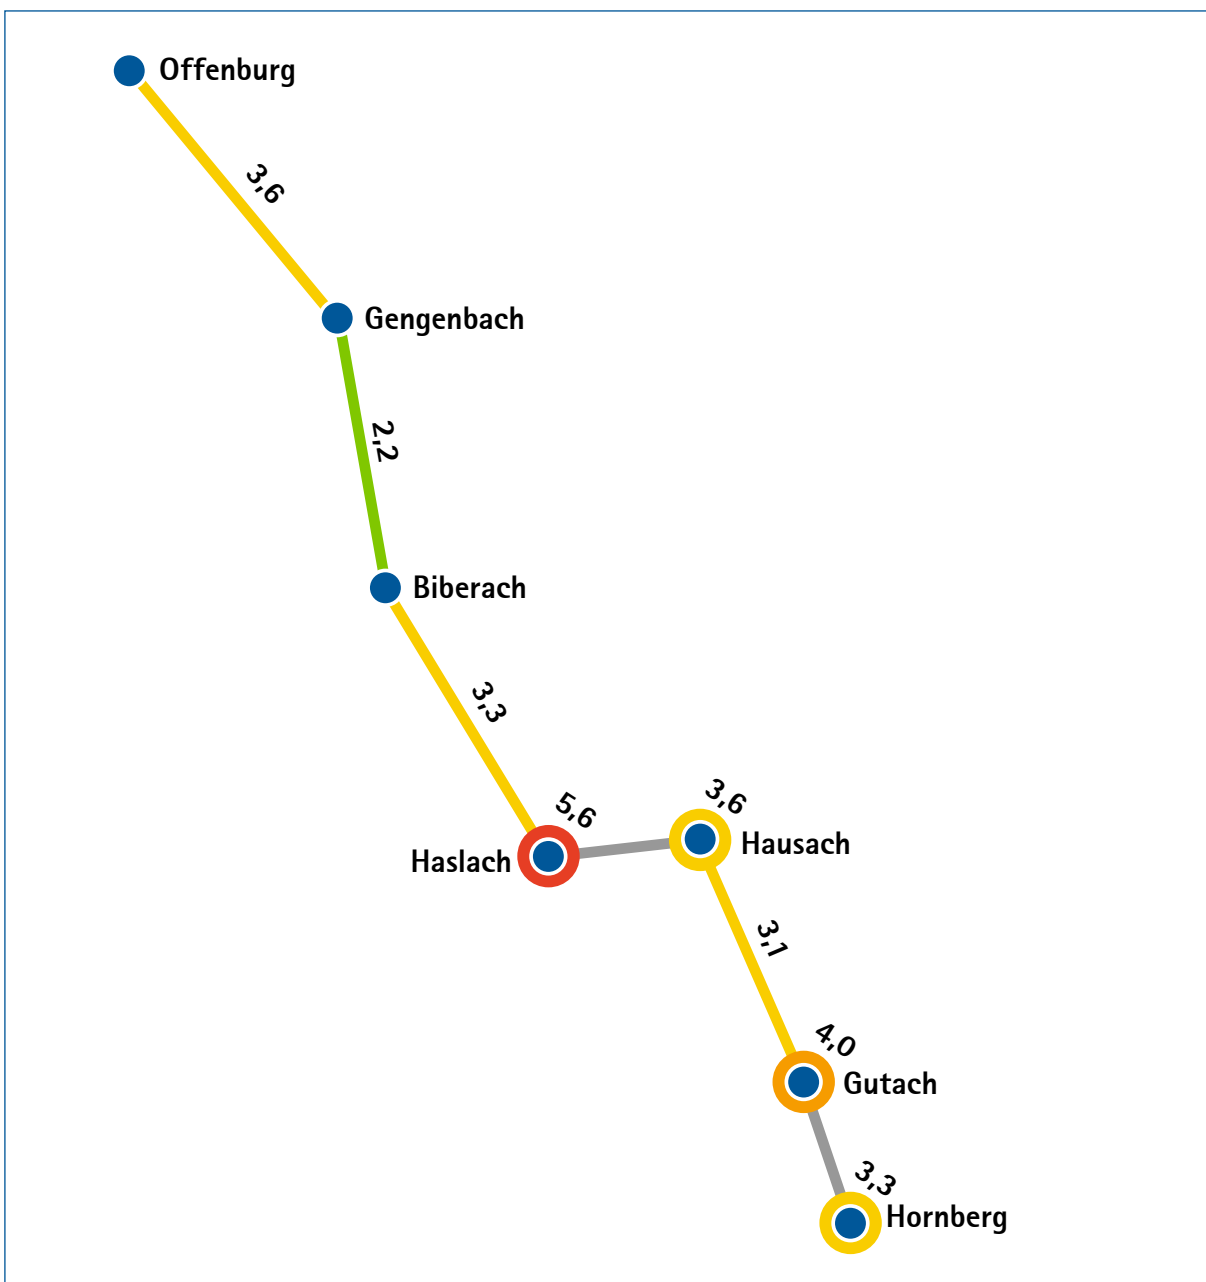 Offenburg
3,6
Gengenbach
2,2
Biberach
3,3
5,6
3,6
Haslach
Hausach
3,1
4,0
Gutach
3,3
Hornberg